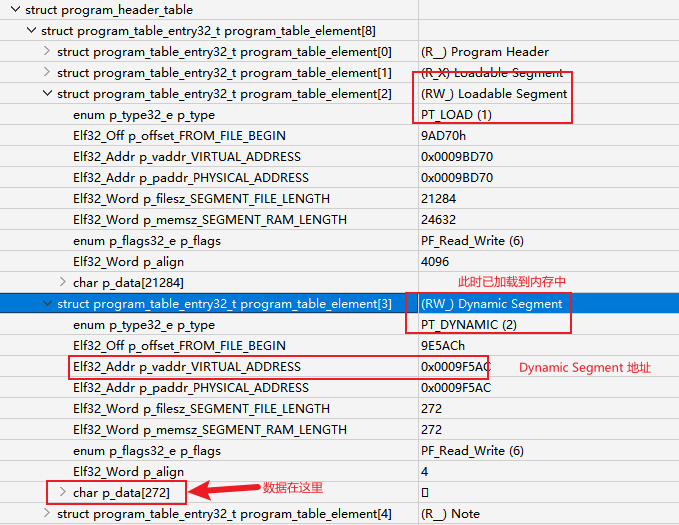 struct program_header_table
struct program_table_entry32_t program_table_element[8]
struct program_table_entry32_t program_table_element[0] (R__) Program Header
struct program_table_entry32_t program_table_element[1] (R_X) Loadable Segment
struct program_table_entry32_t program_table_element[2] (RW_) Loadable Segment
enum p_type32_e p_type PT_LOAD (1)
Elf32_Off p_offset_FROM_FILE_BEGIN 9AD70h
Elf32_Addr p_vaddr_VIRTUAL_ADDRESS 0x0009BD70
Elf32_Addr p_paddr_PHYSICAL_ADDRESS 0x0009BD70
Elf32_Word p_filesz_SEGMENT_FILE_LENGTH 21284
Elf32_Word p_memsz_SEGMENT_RAM_LENGTH 24632
enum p_flags32_e p_flags PF_Read_Write (6)
Elf32_Word p_align 4096
char p_data[21284] 此时已加载到内存中
struct program_table_entry32_t program_table_element[3] (RW_) Dynamic Segment
enum p_type32_e p_type PT_DYNAMIC (2)
Elf32_Off p_offset_FROM_FILE_BEGIN 9E5ACh
Elf32_Addr p_vaddr_VIRTUAL_ADDRESS 0x0009F5AC Dynamic Segment 地址
Elf32_Addr p_paddr_PHYSICAL_ADDRESS 0x0009F5AC
Elf32_Word p_filesz_SEGMENT_FILE_LENGTH 272
Elf32_Word p_memsz_SEGMENT_RAM_LENGTH 272
enum p_flags32_e p_flags PF_Read_Write (6)
Elf32_Word p_align 4
char p_data[272] 数据在这里
struct program_table_entry32_t program_table_element[4] (R__) Note